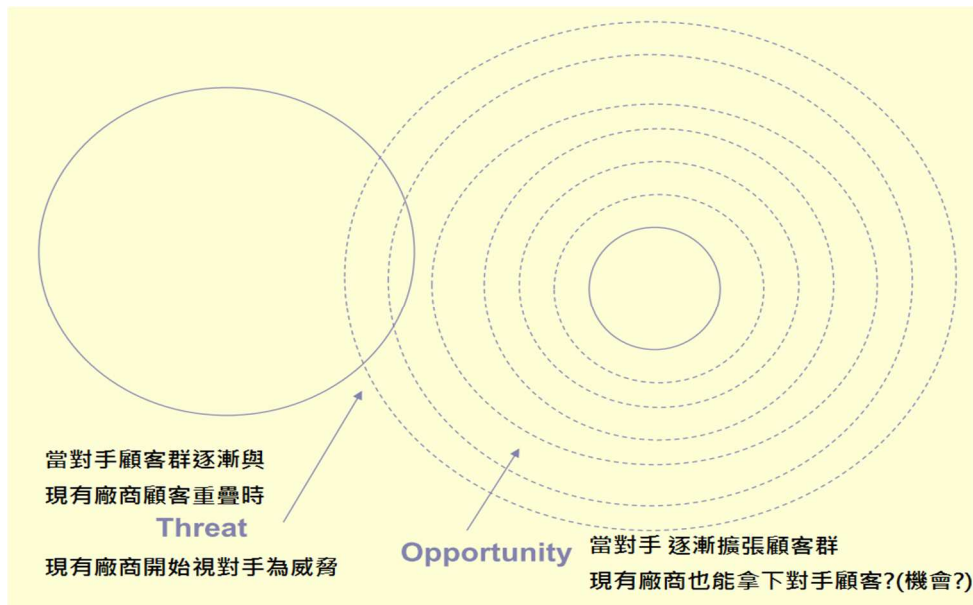 當對手顧客群逐漸與
現有廠商顧客重疊時
Threat
現有廠商開始視對手為威脅
Opportunity
當對手 逐漸擴張顧客群
現有廠商也能拿下對手顧客?(機會?)